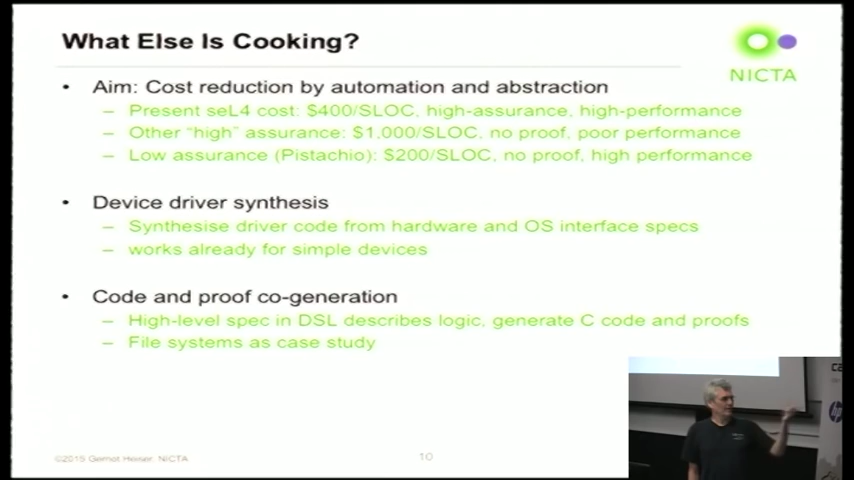 What Else Is Cooking?
NICTA
• Aim: Cost reduction by automation and abstraction
– Present seL4 cost: $400/SLOC, high-assurance, high-performance
– Other "high" assurance: $1,000/SLOC, no proof, poor performance
– Low assurance (Pistachio): $200/SLOC, no proof, high performance
• Device driver synthesis
– Synthesise driver code from hardware and OS interface specs
– works already for simple devices
• Code and proof co-generation
– High-level spec in DSL describes logic, generate C code and proofs
– File systems as case study
©2015 Gernot Heiser, NICTA
10
hp